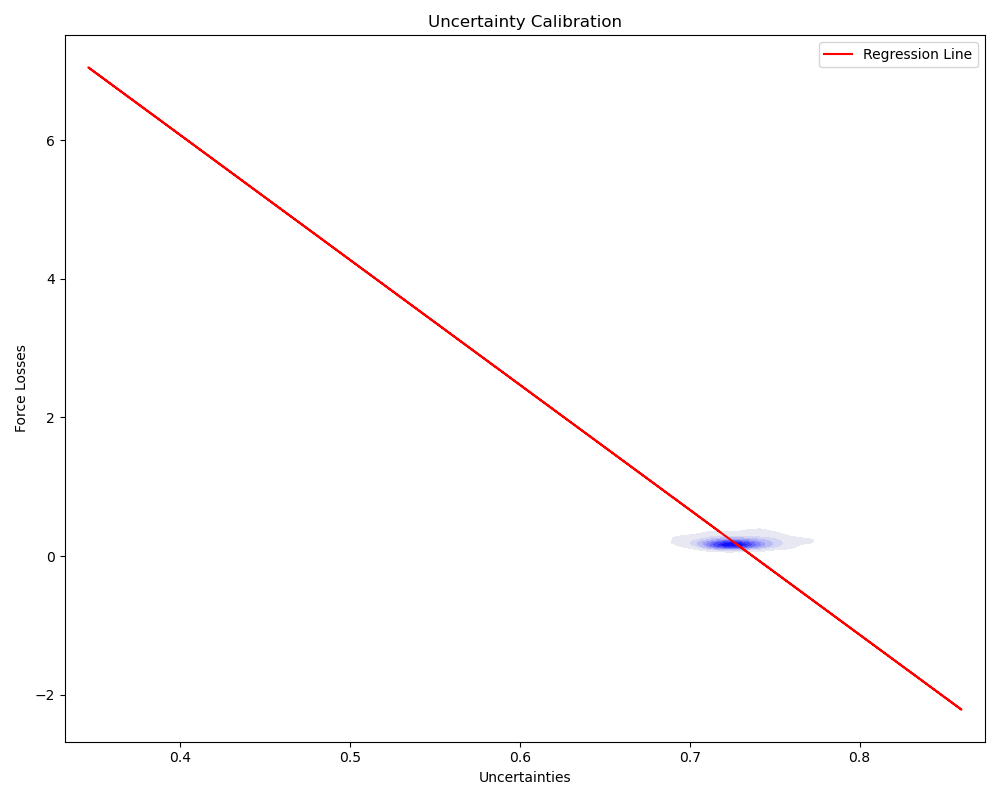 Uncertainty Calibration
Regression Line
Force Losses
6
4
2
0
−2
0.4 0.5 0.6 0.7 0.8
Uncertainties